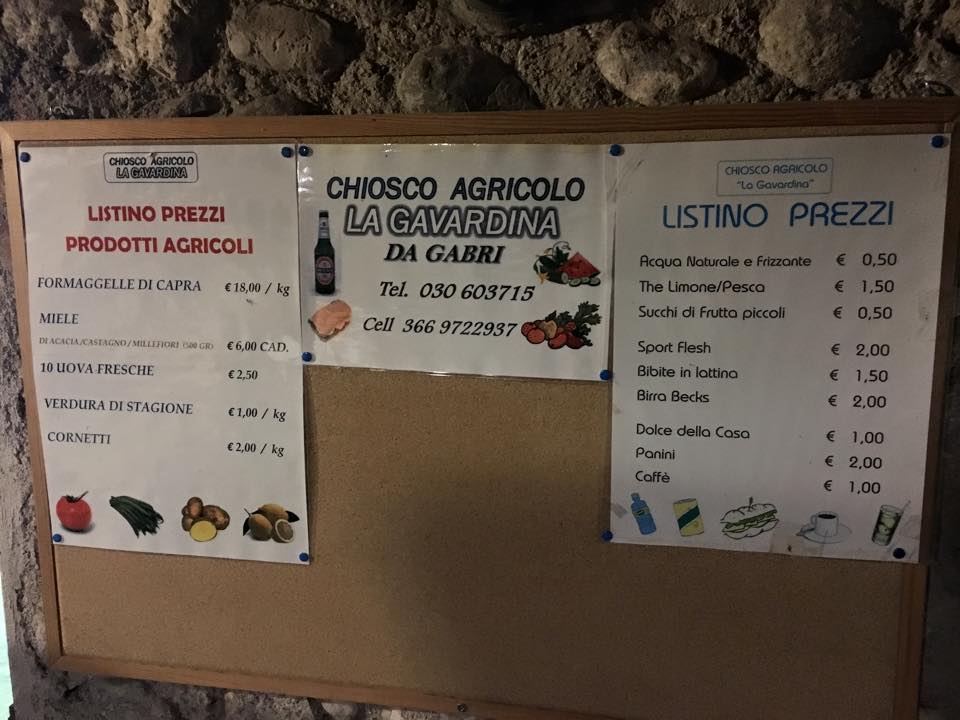 CHIOSCO AGRICOLO
LA GAVARDINA
LISTINO PREZZI
PRODOTTI AGRICOLI
FORMAGGELLE DI CAPRA € 18,00 / kg
MIELE
DI ACACIA /CASTAGNO / MILLEFIORI (500 GR) € 6,00 CAD.
10 UOVA FRESCHE € 2,50
VERDURA DI STAGIONE € 1,00 / kg
CORNETTI € 2,00 / kg
CHIOSCO AGRICOLO
LA GAVARDINA
DA GABRI
Tel. 030 603715
Cell 366 9722937
CHIOSCO AGRICOLO
"La Gavardina"
LISTINO PREZZI
Acqua Naturale e Frizzante € 0,50
The Limone/Pesca € 1,50
Succhi di Frutta piccoli € 0,50
Sport Flesh € 2,00
Bibite in lattina € 1,50
Birra Becks € 2,00
Dolce della Casa € 1,00
Panini € 2,00
Caffè € 1,00